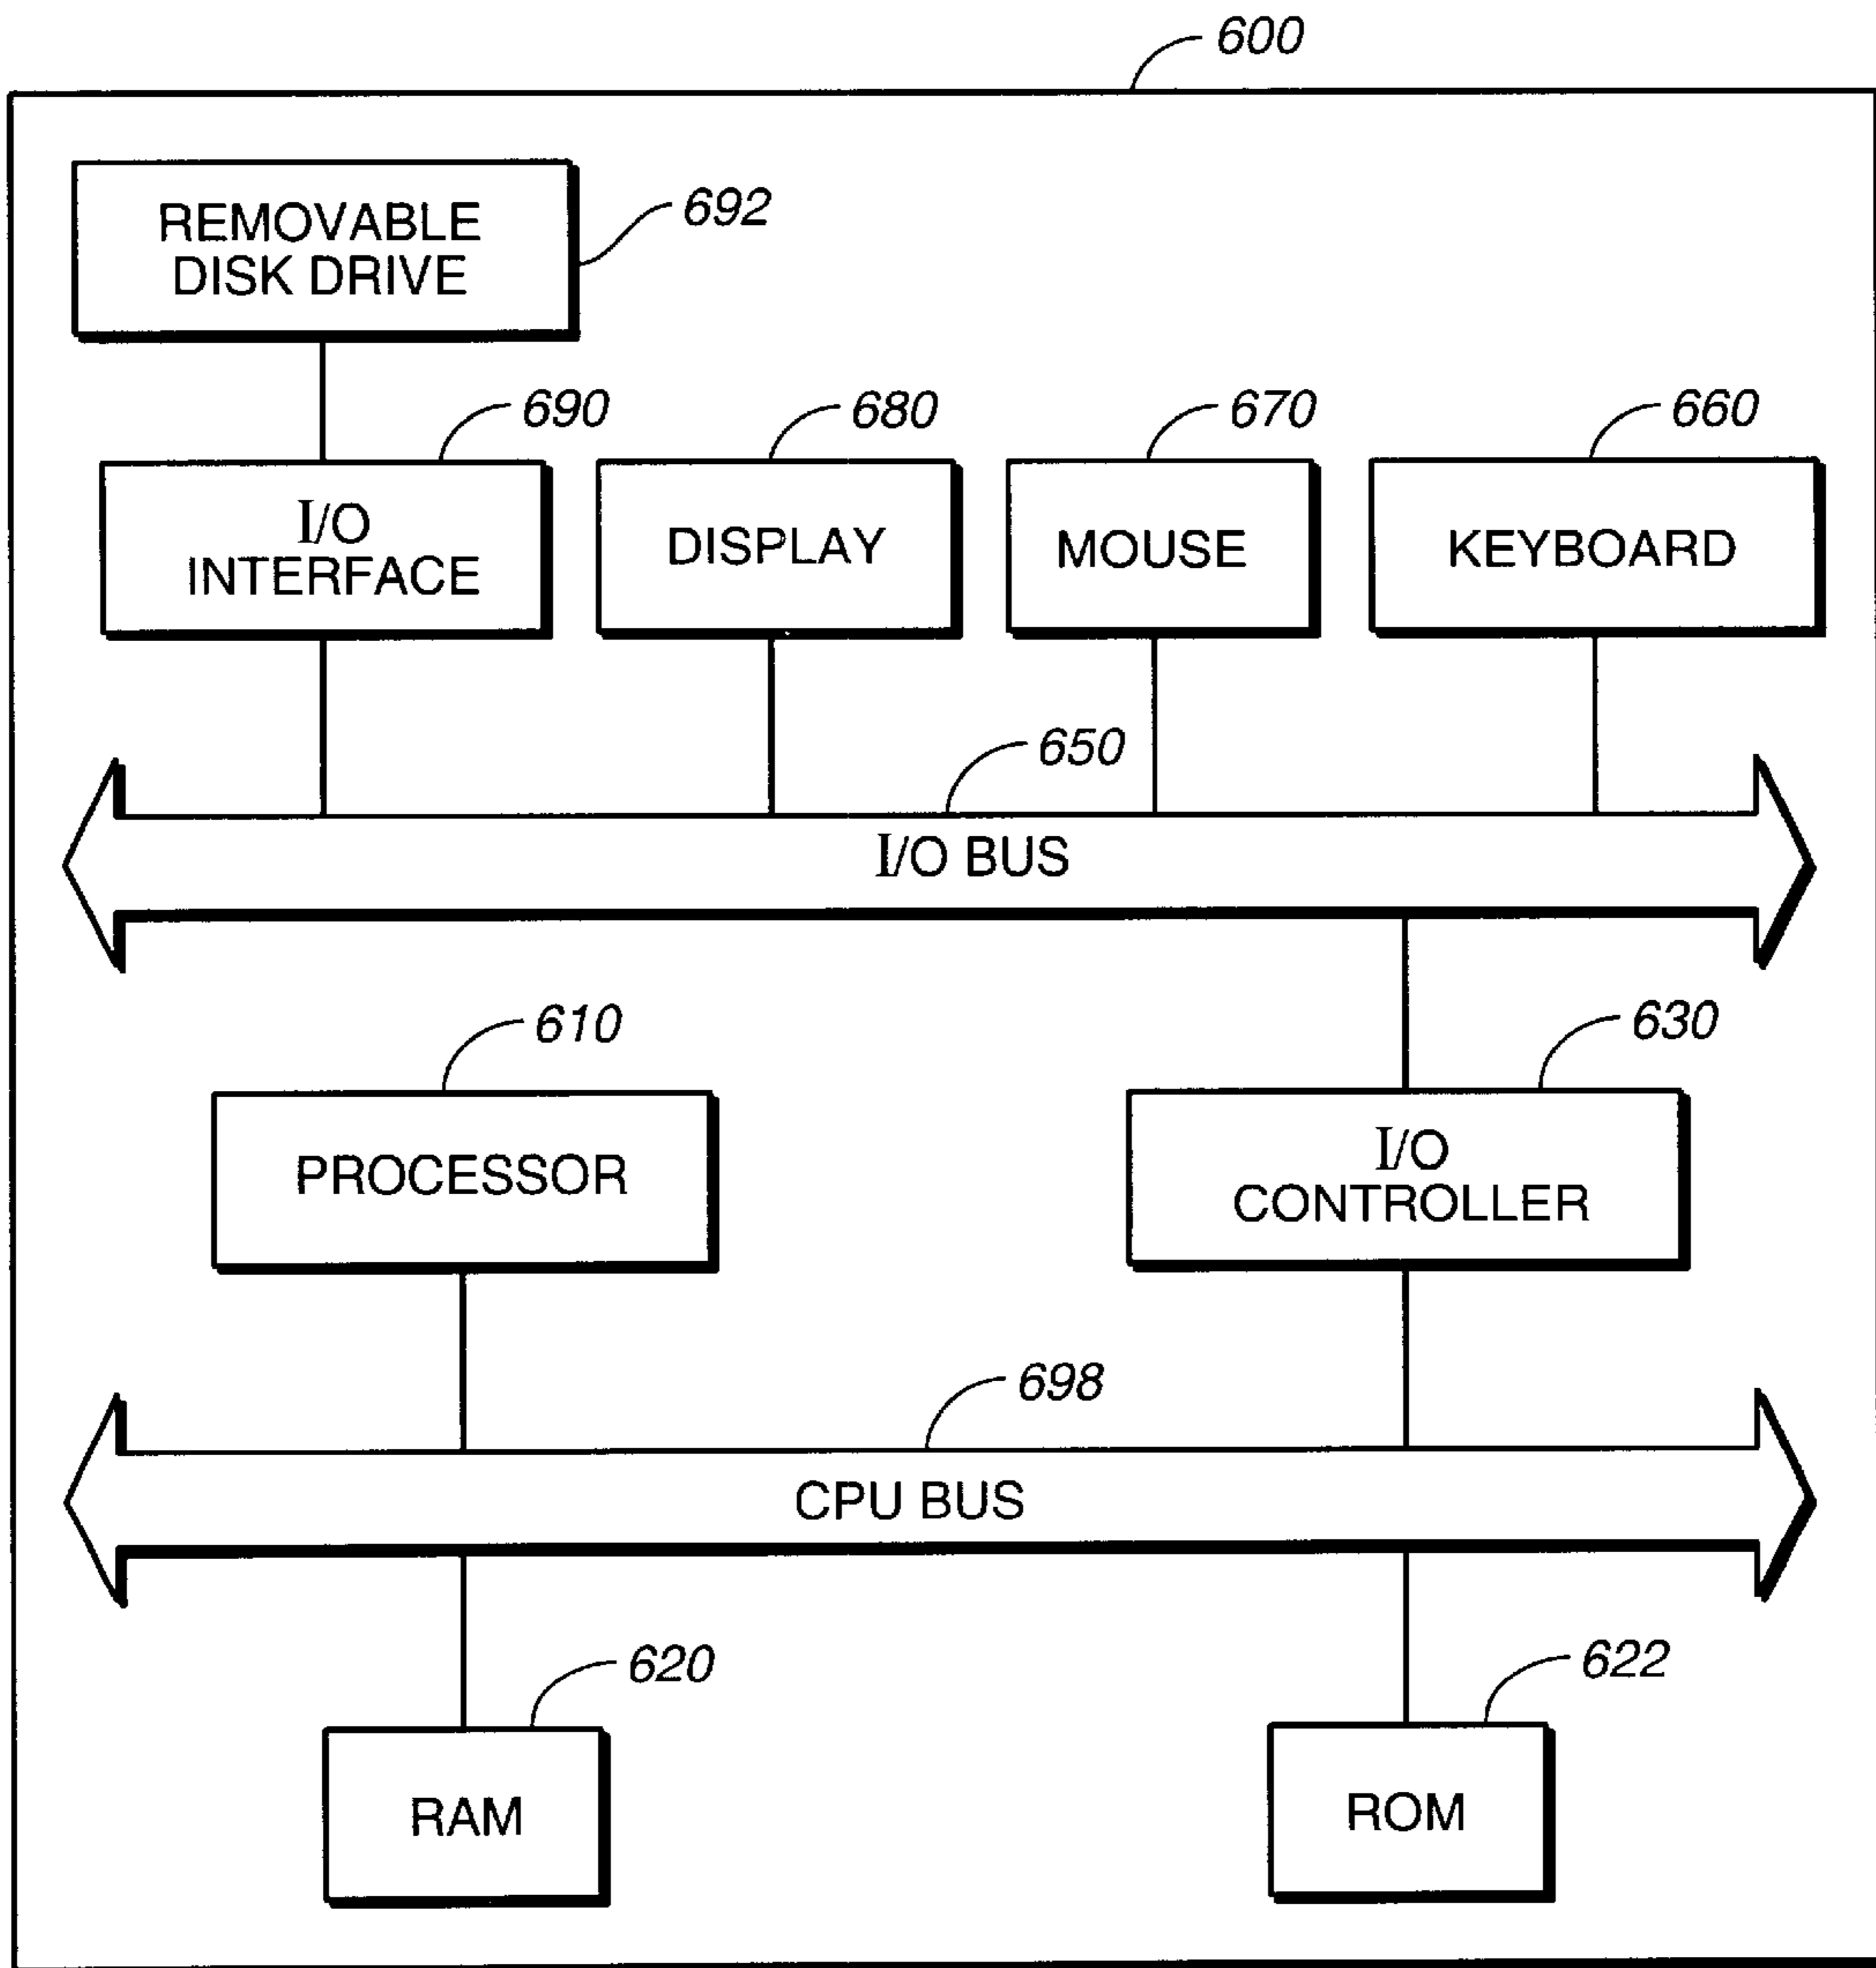 600
REMOVABLE
DISK DRIVE
692
690
680
670
660
I/O
INTERFACE
DISPLAY
MOUSE
KEYBOARD
650
I/O BUS
610
630
PROCESSOR
I/O
CONTROLLER
698
CPU BUS
620
622
RAM
ROM